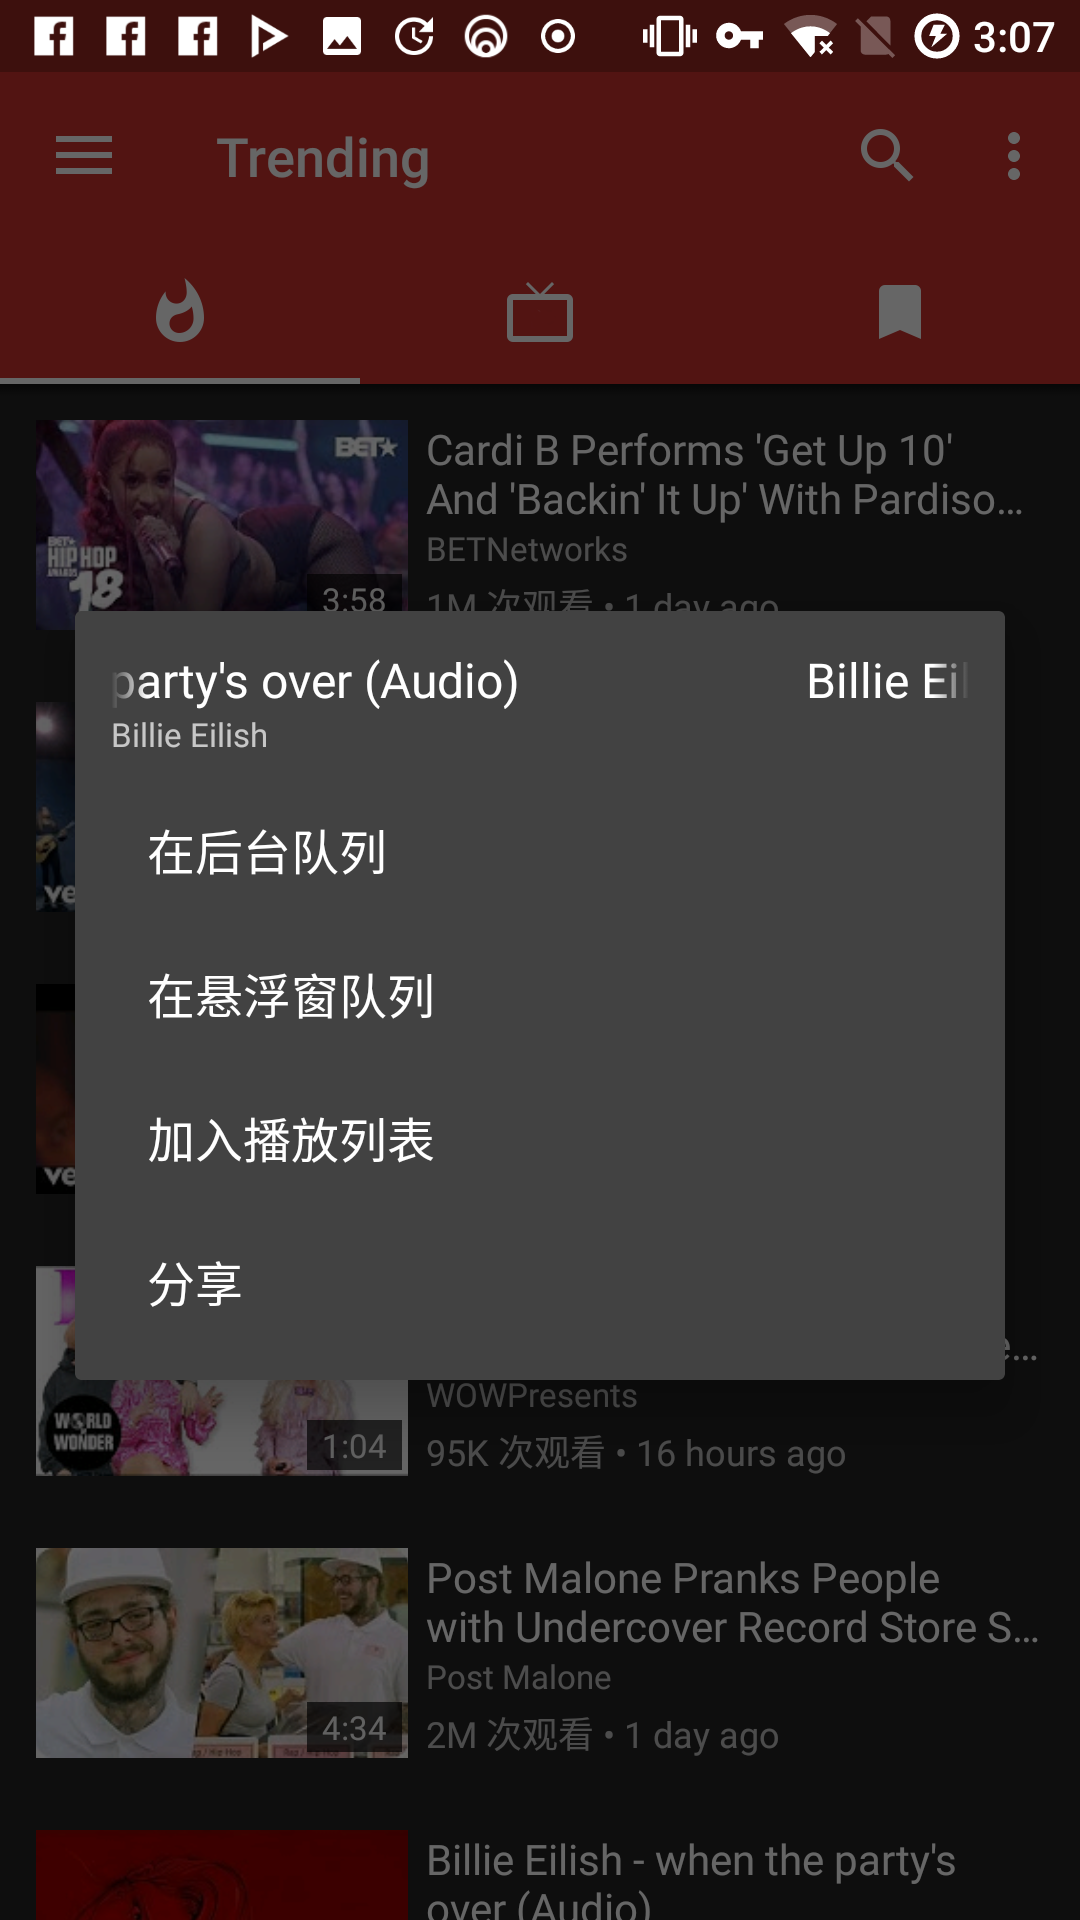 3:07
Trending
BET★
BET★
HIP HOP
AWARDS
18
3:58
Cardi B Performs 'Get Up 10'
And 'Backin' It Up' With Pardiso...
BETNetworks
1M 次观看 • 1 day ago
party's over (Audio)
Billie Eil
Billie Eilish
在后台队列
在悬浮窗队列
加入播放列表
分享
ve
ve
e...
WORLD
WONDER
1:04
WOWPresents
95K 次观看 • 16 hours ago
4:34
Post Malone Pranks People
with Undercover Record Store S...
Post Malone
2M 次观看 • 1 day ago
Billie Eilish - when the party's
over (Audio)